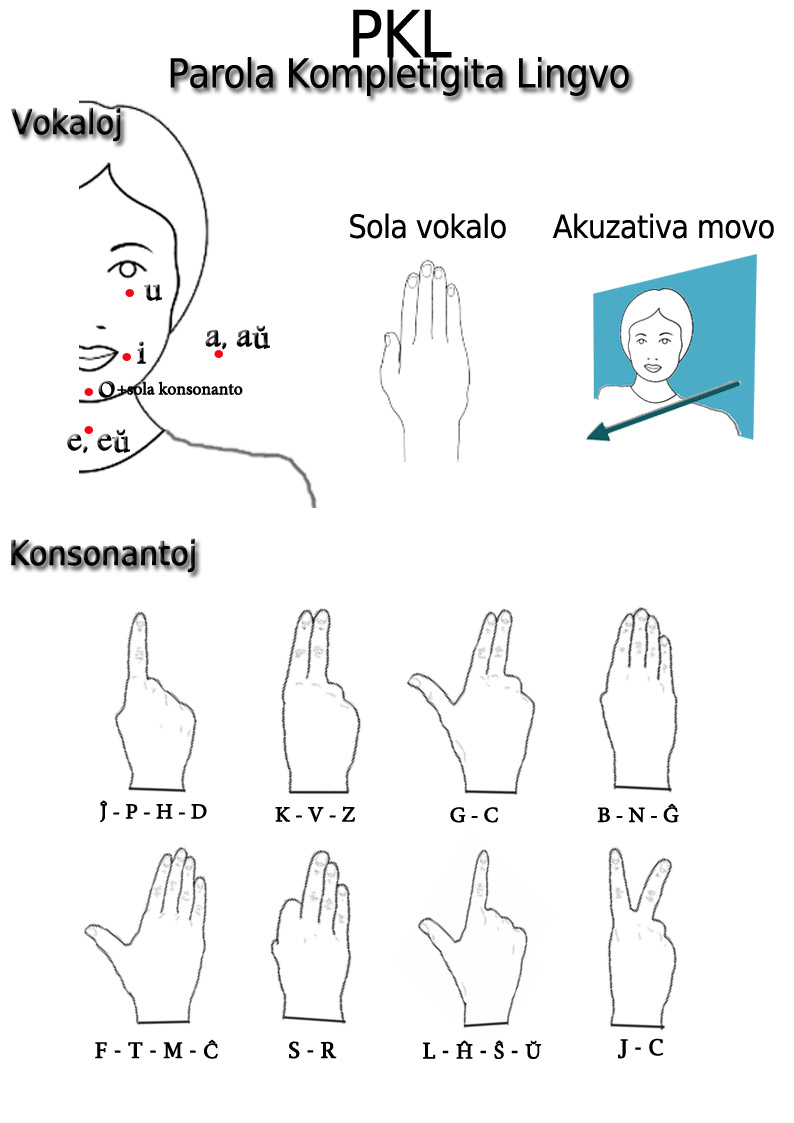 PKL
Parola Kompletigita Lingvo
Vokaloj
Sola vokalo
Akuzativa movo
u
a, aŭ
i
O+sola konsonanto
e, eŭ
Konsonantoj
Ĵ - P - H - D
K - V - Z
G - C
B - N - Ĝ
F - T - M - Ĉ
S - R
L - Ĥ - Ŝ - Ŭ
J - C